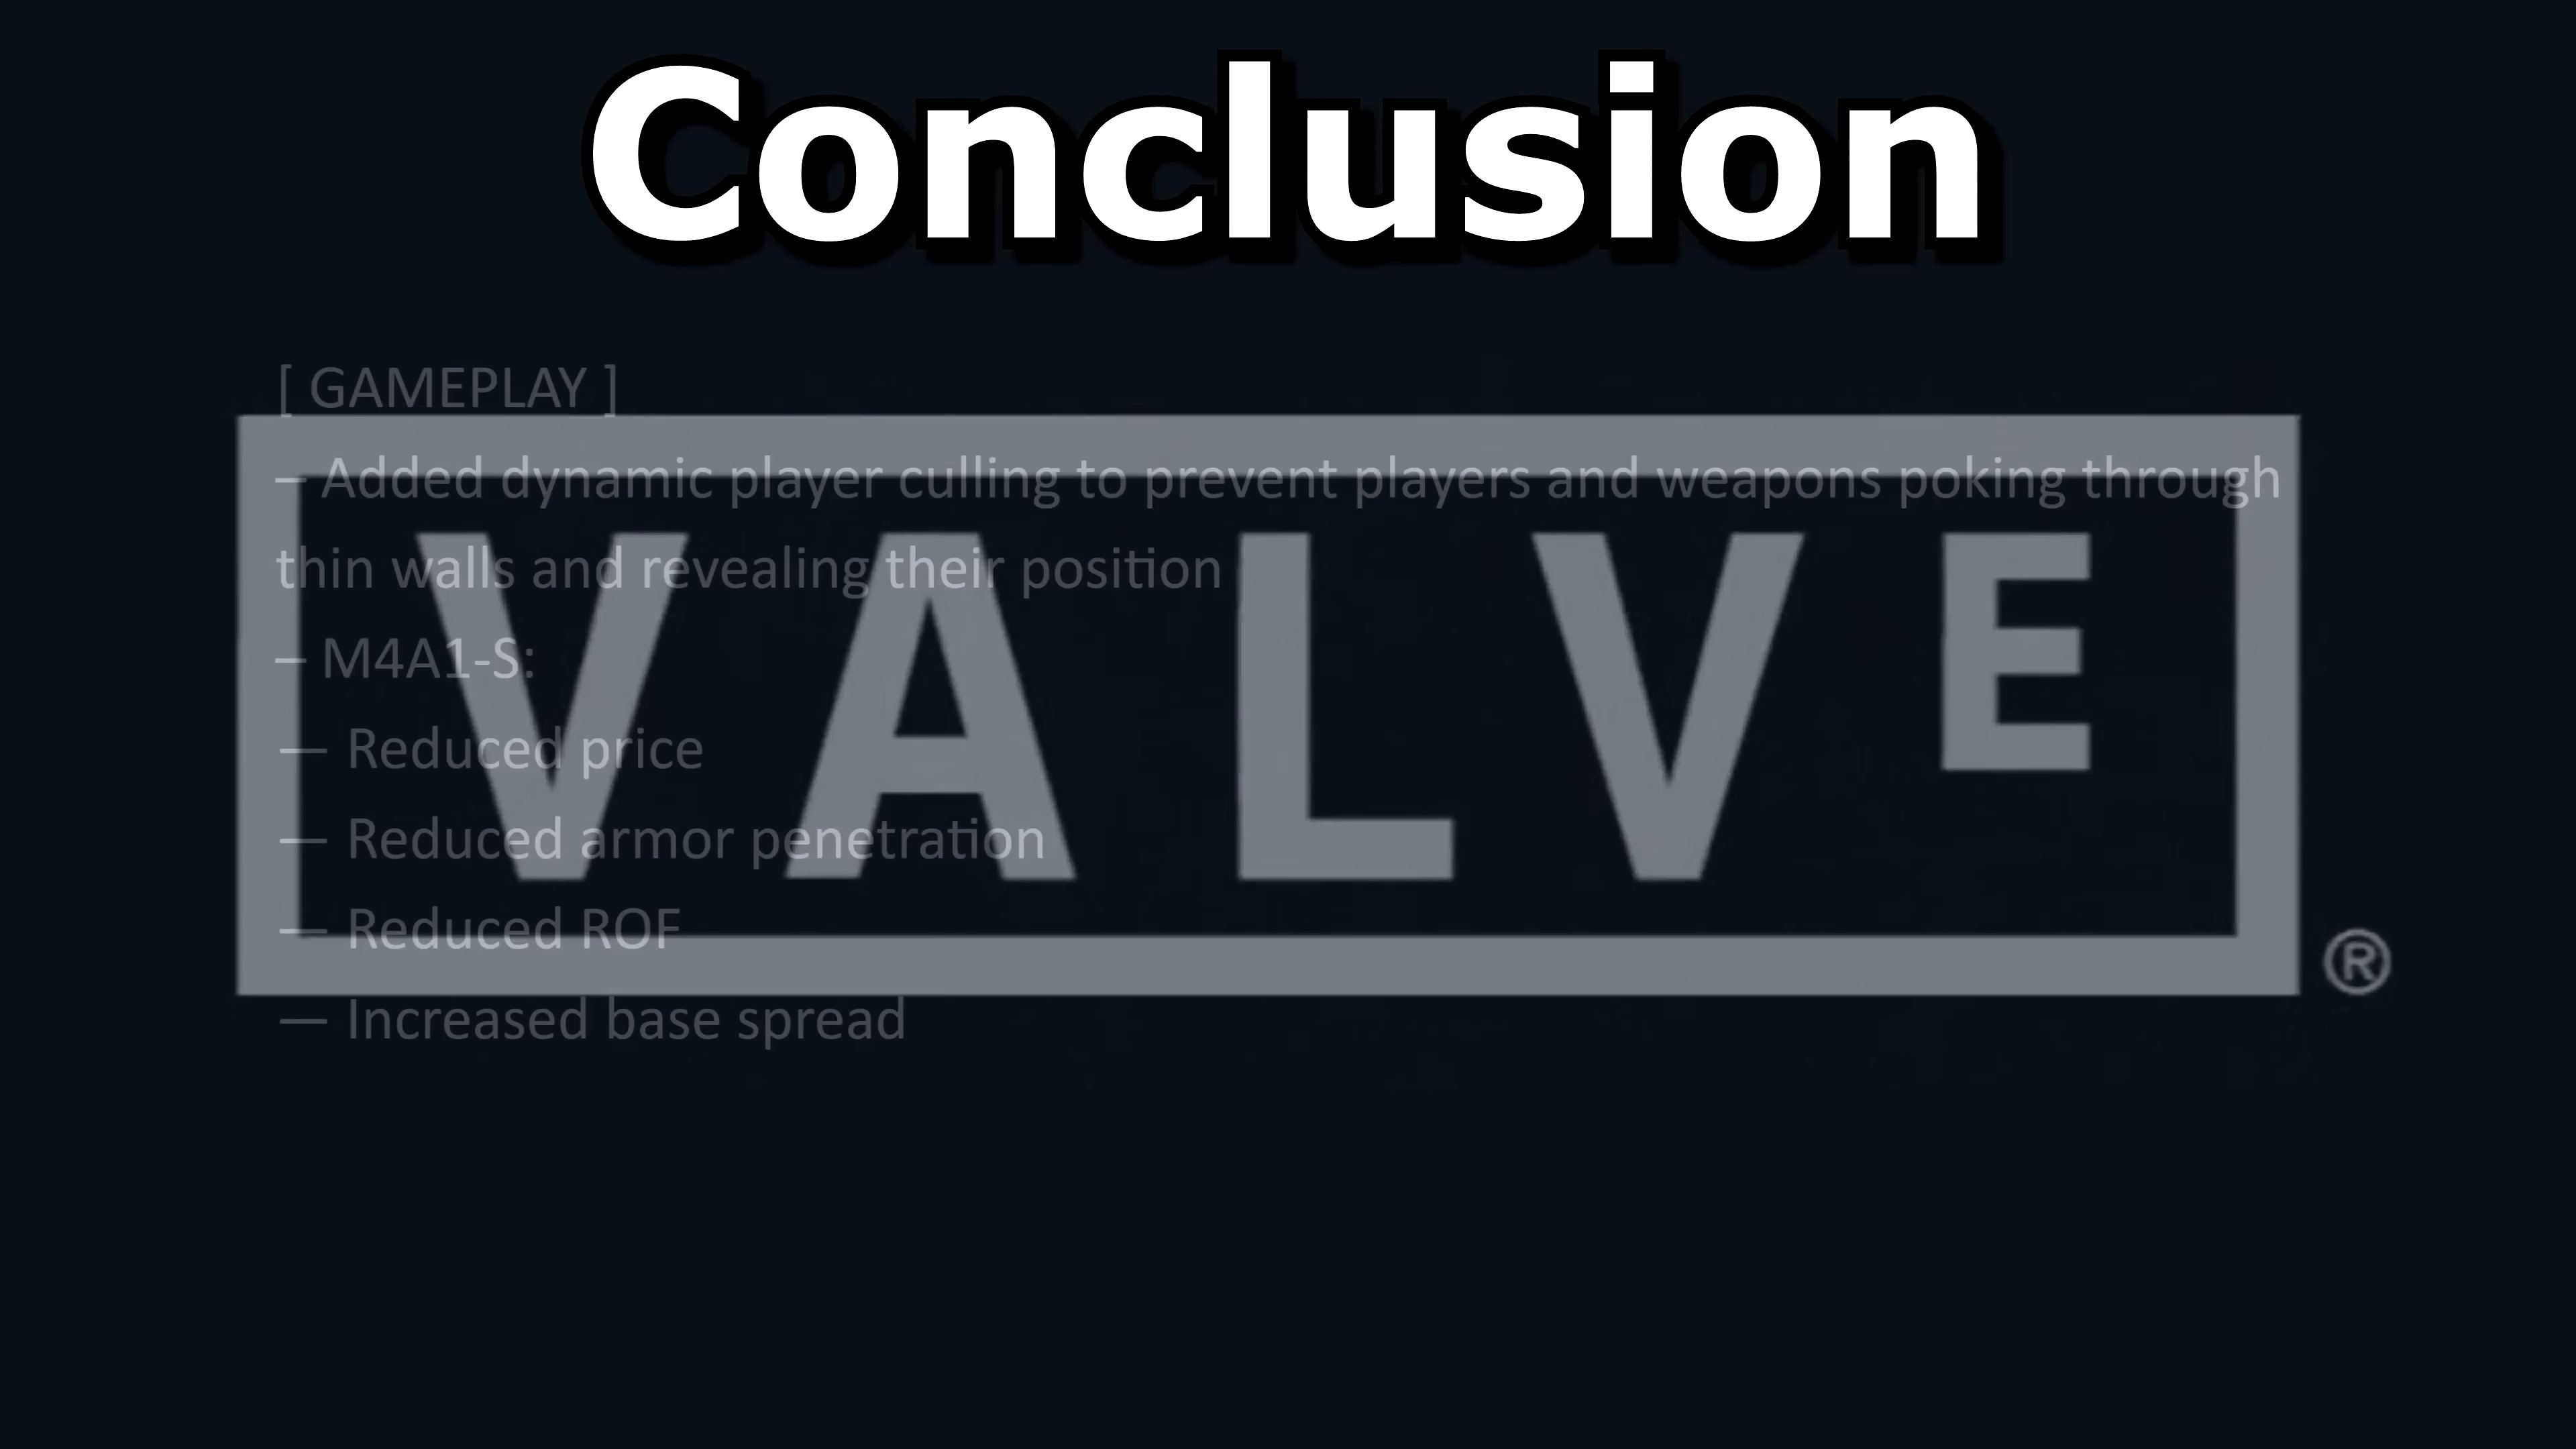 Conclusion
[ GAMEPLAY ]
– Added dynamic player culling to prevent players and weapons poking through
thin walls and revealing their position
– M4A1-S:
— Reduced price
— Reduced armor penetration
— Reduced ROF
— Increased base spread
VALVE ®